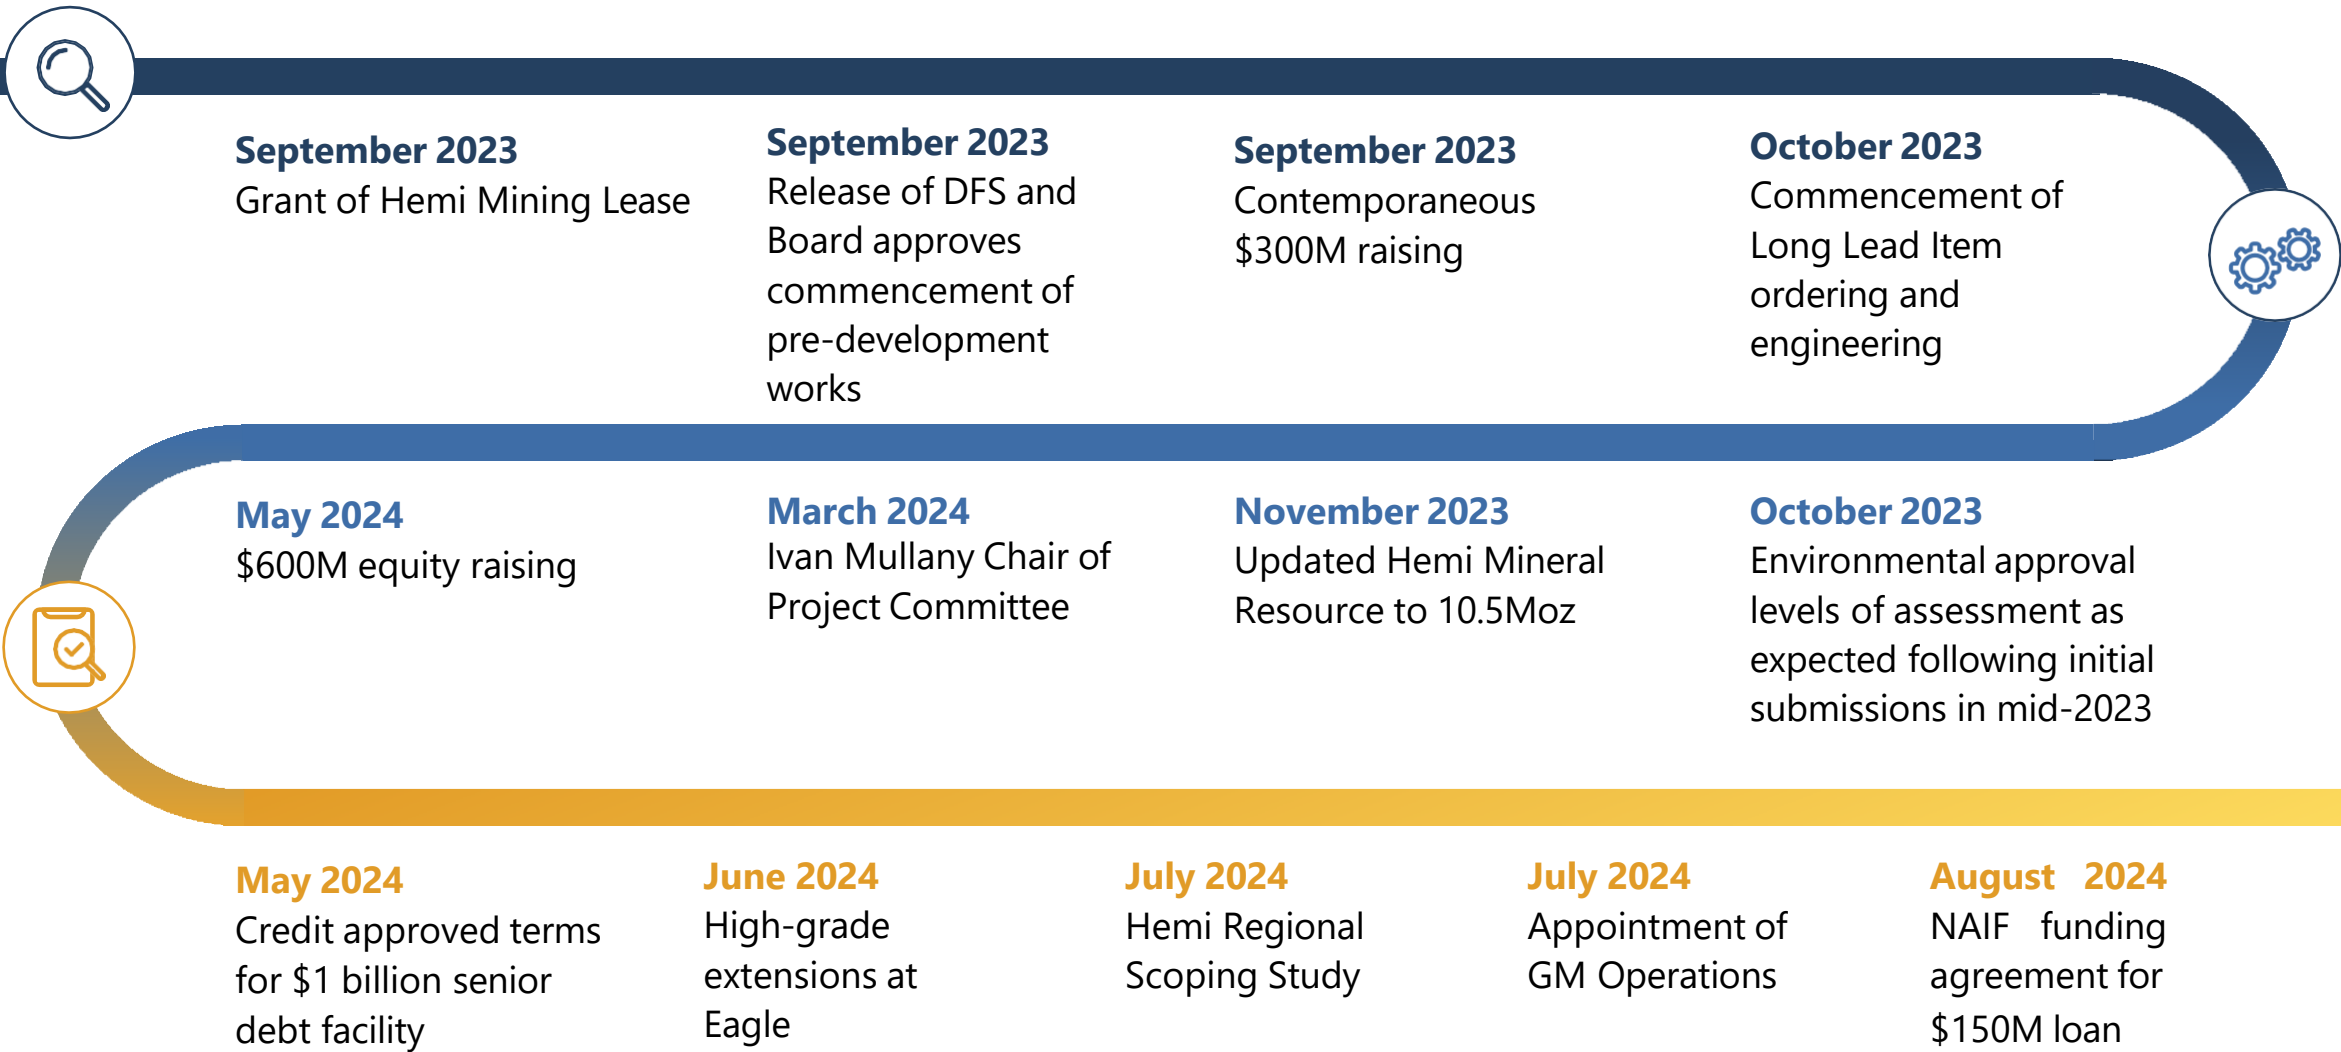 September 2023
Grant of Hemi Mining Lease
September 2023
Release of DFS and
Board approves
commencement of
pre-development
works
September 2023
Contemporaneous
$300M raising
October 2023
Commencement of
Long Lead Item
ordering and
engineering
May 2024
$600M equity raising
March 2024
Ivan Mullany Chair of
Project Committee
November 2023
Updated Hemi Mineral
Resource to 10.5Moz
October 2023
Environmental approval
levels of assessment as
expected following initial
submissions in mid-2023
May 2024
Credit approved terms
for $1 billion senior
debt facility
June 2024
High-grade
extensions at
Eagle
July 2024
Hemi Regional
Scoping Study
July 2024
Appointment of
GM Operations
August 2024
NAIF funding
agreement for
$150M loan